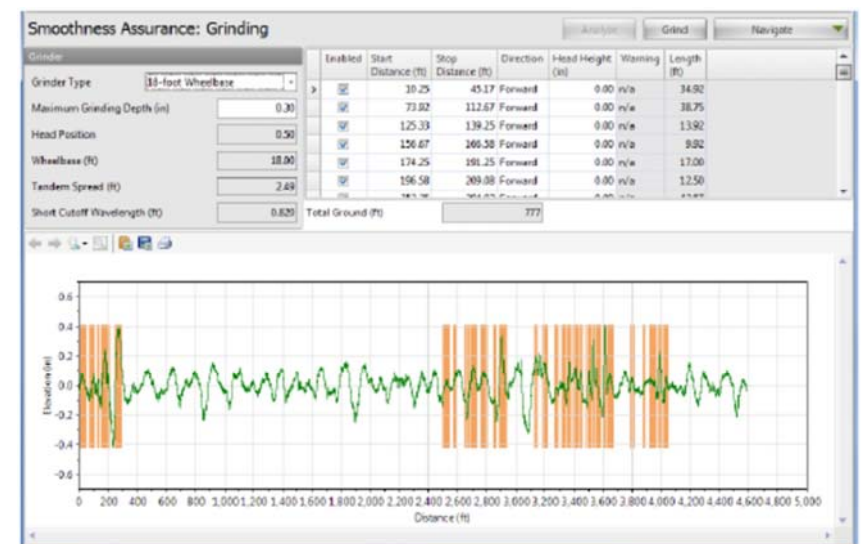 Smoothness Assurance: Grinding
Analyze Grind Navigate
Grinder
Grinder Type 18-foot Wheelbase
Maximum Grinding Depth (in) 0.30
Head Position 0.50
Wheelbase (ft) 18.00
Tandem Spread (ft) 2.49
Short Cutoff Wavelength (ft) 0.820
Enabled Start Distance (ft) Stop Distance (ft) Direction Head Height (in) Warning Length (ft)
10.25 45.17 Forward 0.00 n/a 34.92
73.92 112.67 Forward 0.00 n/a 38.75
125.33 139.25 Forward 0.00 n/a 13.92
156.67 166.58 Forward 0.00 n/a 9.92
174.25 191.25 Forward 0.00 n/a 17.00
196.58 209.08 Forward 0.00 n/a 12.50
Total Ground (ft) 777
Elevation (in)
0.6
0.4
0.2
0.0
-0.2
-0.4
-0.6
0 200 400 600 800 1,000 1,200 1,400 1,600 1,800 2,000 2,200 2,400 2,600 2,800 3,000 3,200 3,400 3,600 3,800 4,000 4,200 4,400 4,600 4,800 5,000
Distance (ft)